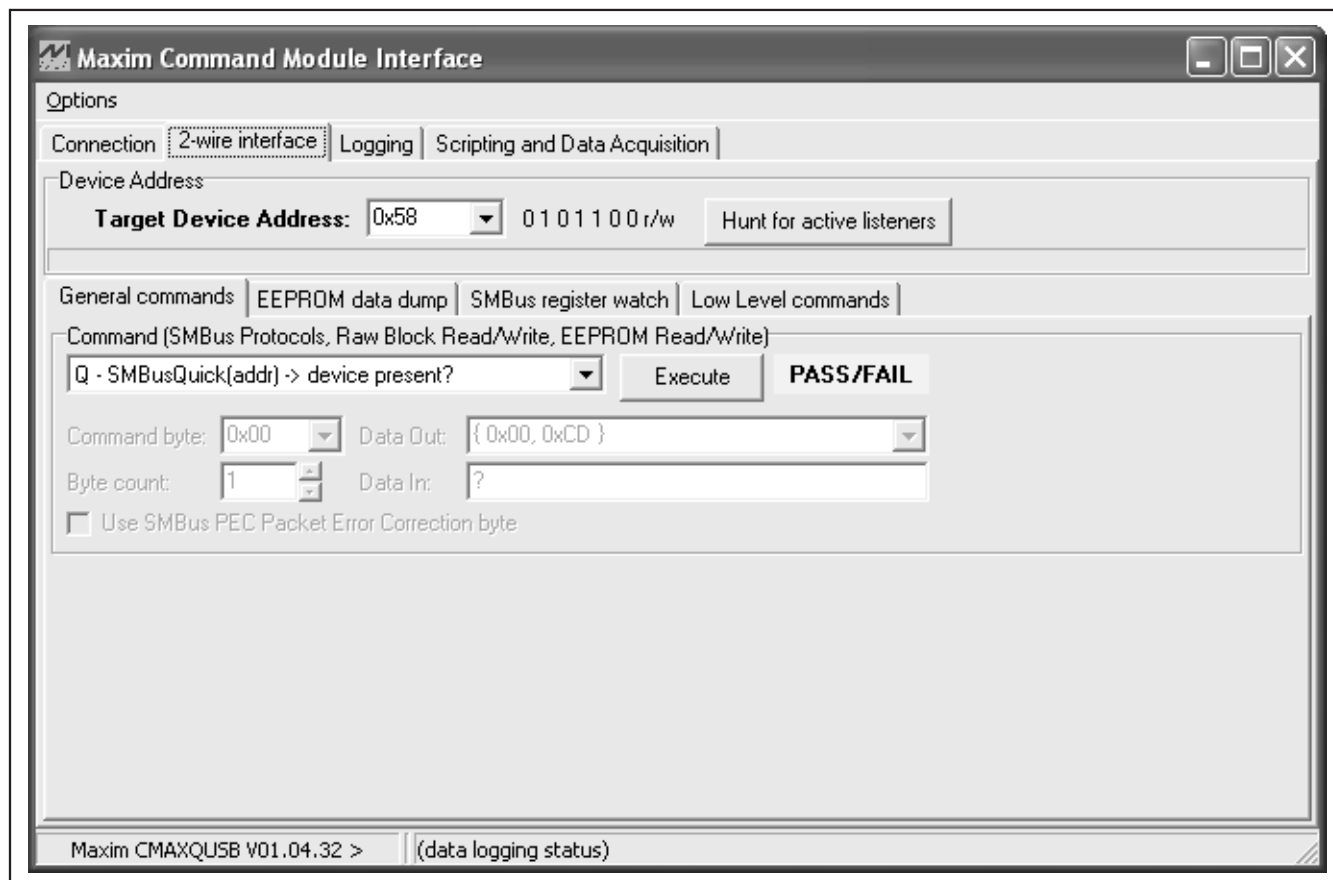 Maxim Command Module Interface
Options
Connection 2-wire interface Logging Scripting and Data Acquisition
Device Address
Target Device Address: 0x58 0 1 0 1 1 0 0 r/w Hunt for active listeners
General commands EEPROM data dump SMBus register watch Low Level commands
Command (SMBus Protocols, Raw Block Read/Write, EEPROM Read/Write)
Q - SMBusQuick(addr) -> device present? Execute PASS/FAIL
Command byte: 0x00 Data Out: { 0x00, 0xCD }
Byte count: 1 Data In: ?
Use SMBus PEC Packet Error Correction byte
Maxim CMAXQUSB V01.04.32 > (data logging status)